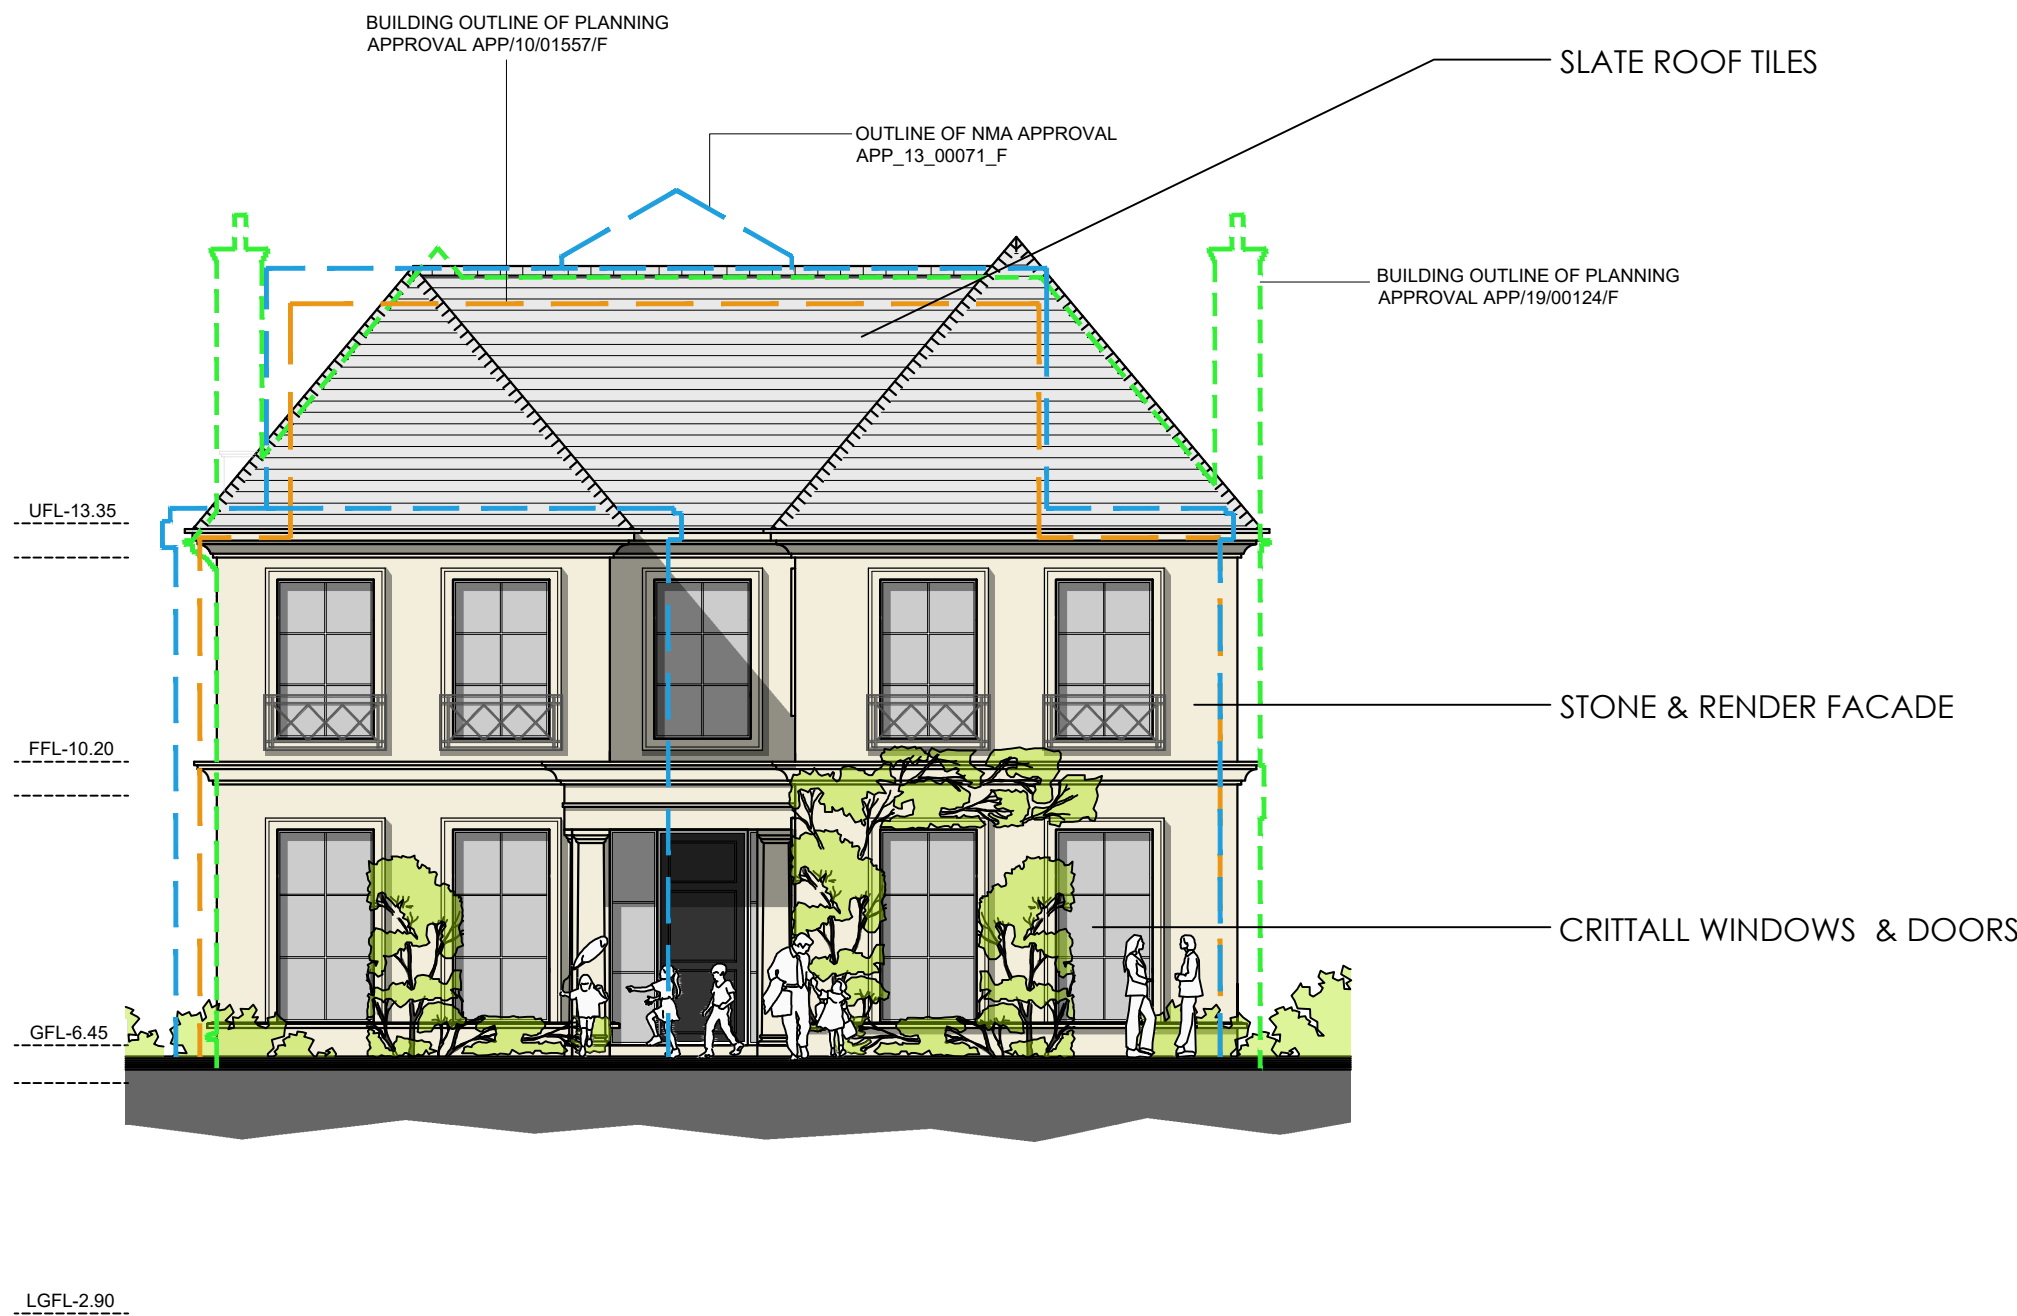 BUILDING OUTLINE OF PLANNING
APPROVAL APP/10/01557/F
SLATE ROOF TILES
OUTLINE OF NMA APPROVAL
APP_13_00071_F
BUILDING OUTLINE OF PLANNING
APPROVAL APP/19/00124/F
UFL-13.35
STONE & RENDER FACADE
FFL-10.20
CRITTALL WINDOWS & DOORS
GFL-6.45
LGFL-2.90